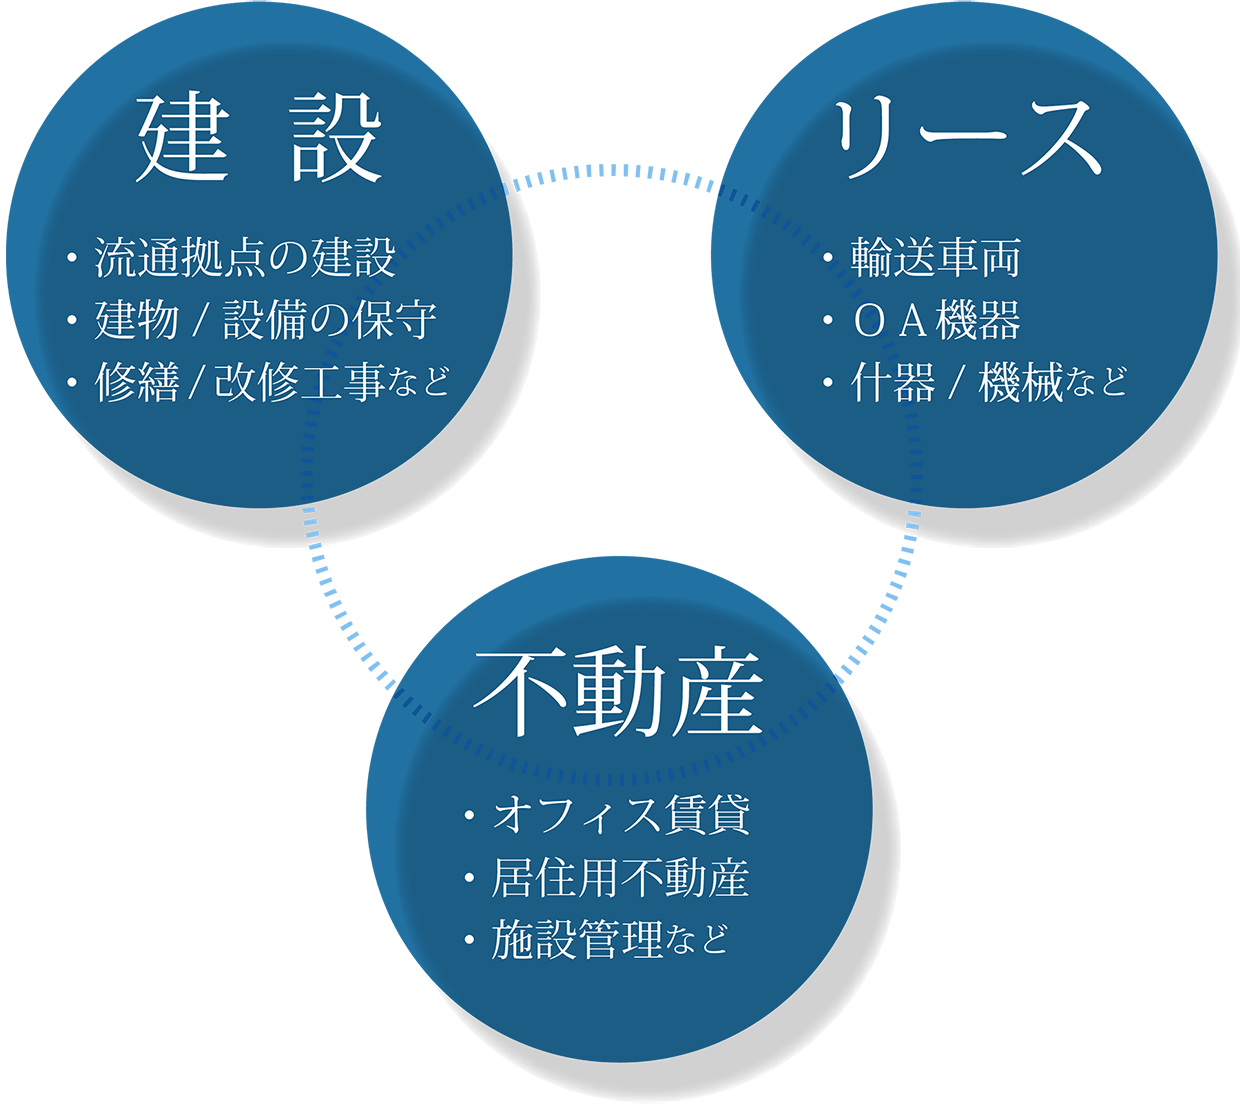 建 設
・流通拠点の建設
・建物 / 設備の保守
・修繕 / 改修工事など
リース
・輸送車両
・ＯＡ機器
・什器 / 機械など
不動産
・オフィス賃貸
・居住用不動産
・施設管理など